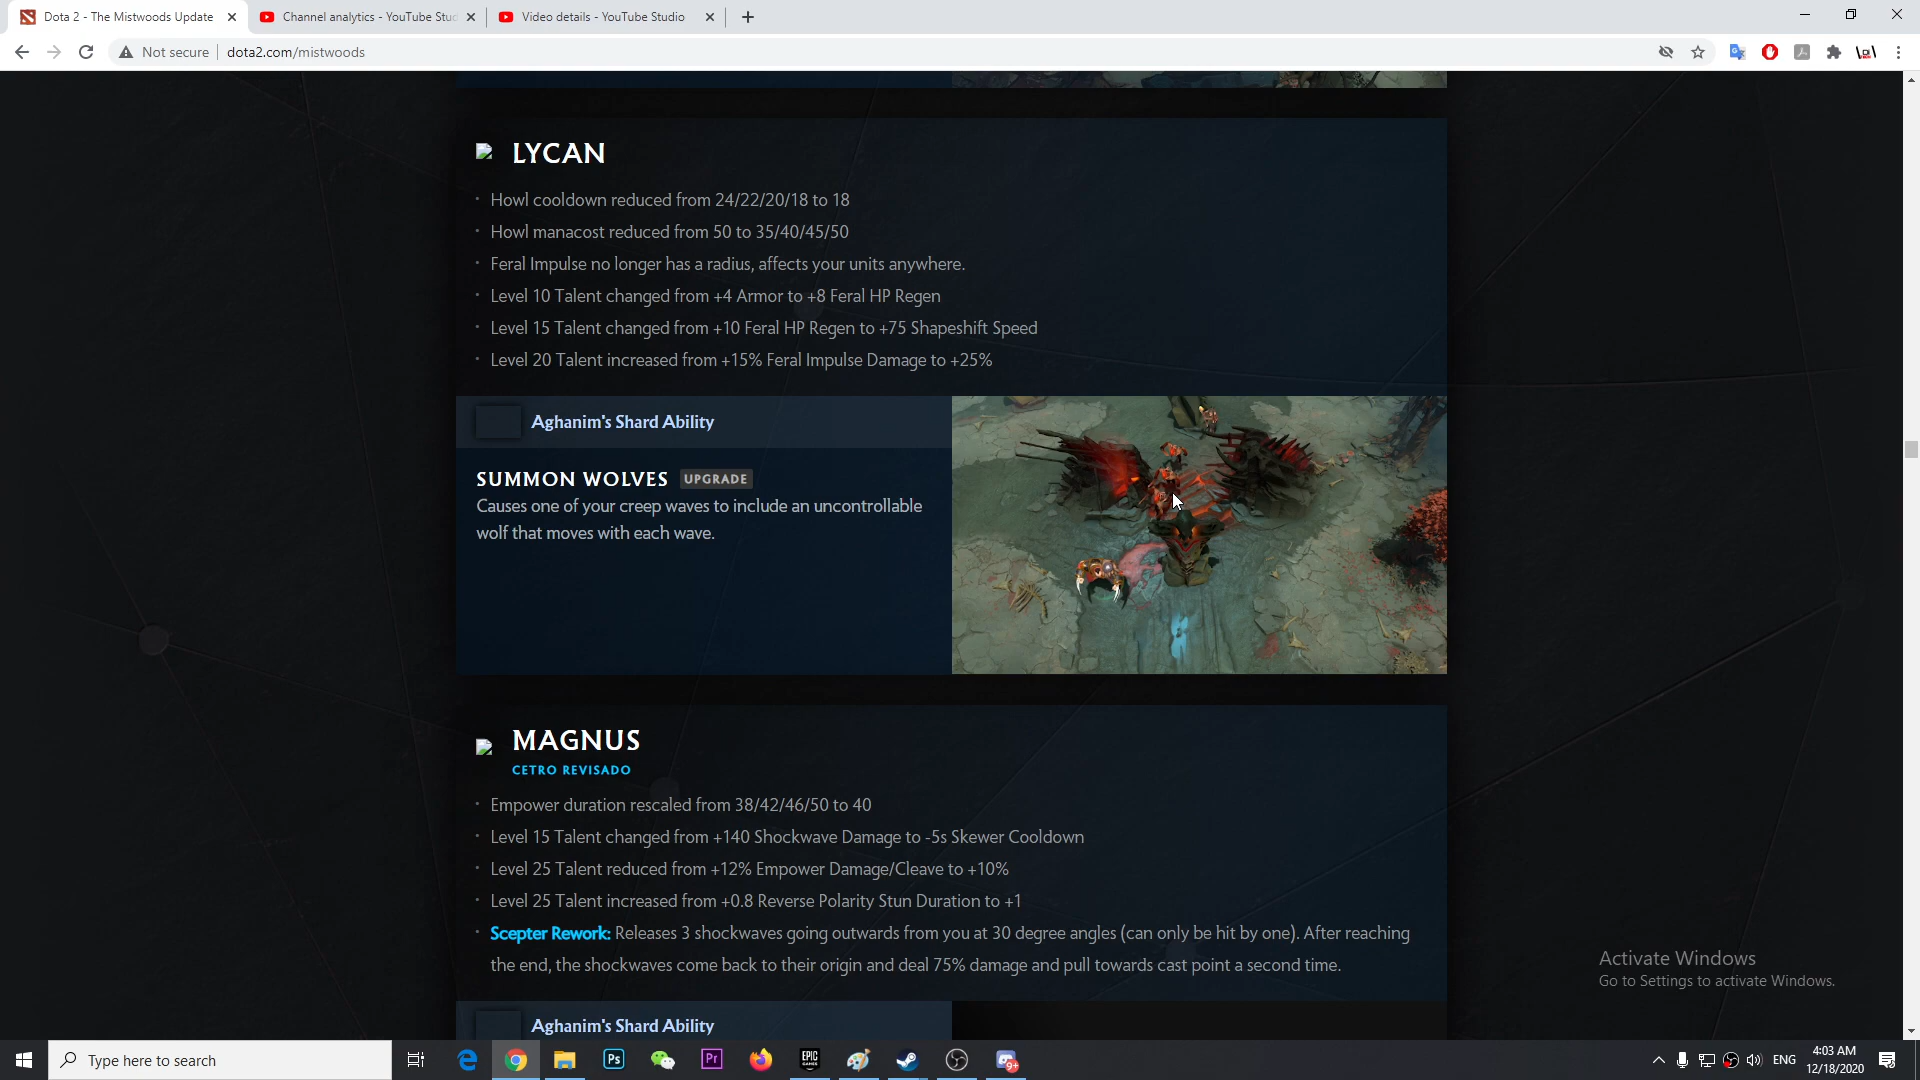 Dota 2 - The Mistwoods Update
Channel analytics - YouTube Stud
Video details - YouTube Studio
Not secure
dota2.com/mistwoods
LYCAN
Howl cooldown reduced from 24/22/20/18 to 18
Howl manacost reduced from 50 to 35/40/45/50
Feral Impulse no longer has a radius, affects your units anywhere.
Level 10 Talent changed from +4 Armor to +8 Feral HP Regen
Level 15 Talent changed from +10 Feral HP Regen to +75 Shapeshift Speed
Level 20 Talent increased from +15% Feral Impulse Damage to +25%
Aghanim's Shard Ability
SUMMON WOLVES UPGRADE
Causes one of your creep waves to include an uncontrollable
wolf that moves with each wave.
MAGNUS
CETRO REVISADO
Empower duration rescaled from 38/42/46/50 to 40
Level 15 Talent changed from +140 Shockwave Damage to -5s Skewer Cooldown
Level 25 Talent reduced from +12% Empower Damage/Cleave to +10%
Level 25 Talent increased from +0.8 Reverse Polarity Stun Duration to +1
Scepter Rework: Releases 3 shockwaves going outwards from you at 30 degree angles (can only be hit by one). After reaching
the end, the shockwaves come back to their origin and deal 75% damage and pull towards cast point a second time.
Aghanim's Shard Ability
Activate Windows
Go to Settings to activate Windows.
Type here to search
Ps
Pr
EPIC
GAMES
9+
ENG
4:03 AM
12/18/2020